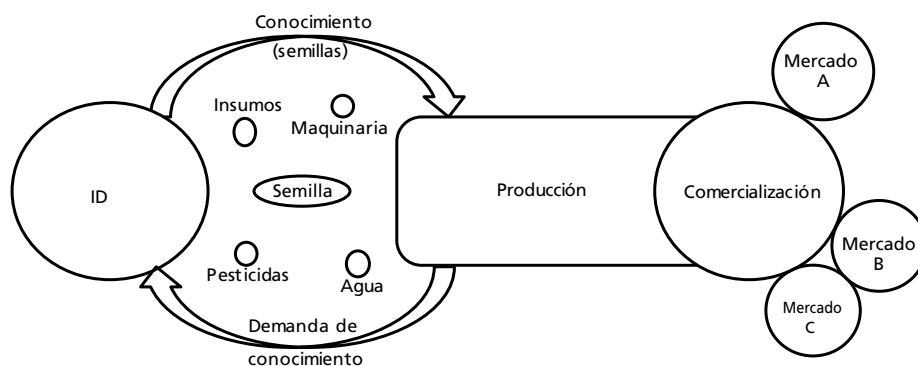 Conocimiento
(semillas)
Insumos
Maquinaria
Mercado
A
ID
Semilla
Producción
Comercialización
Pesticidas
Agua
Mercado
B
Mercado
C
Demanda de
conocimiento